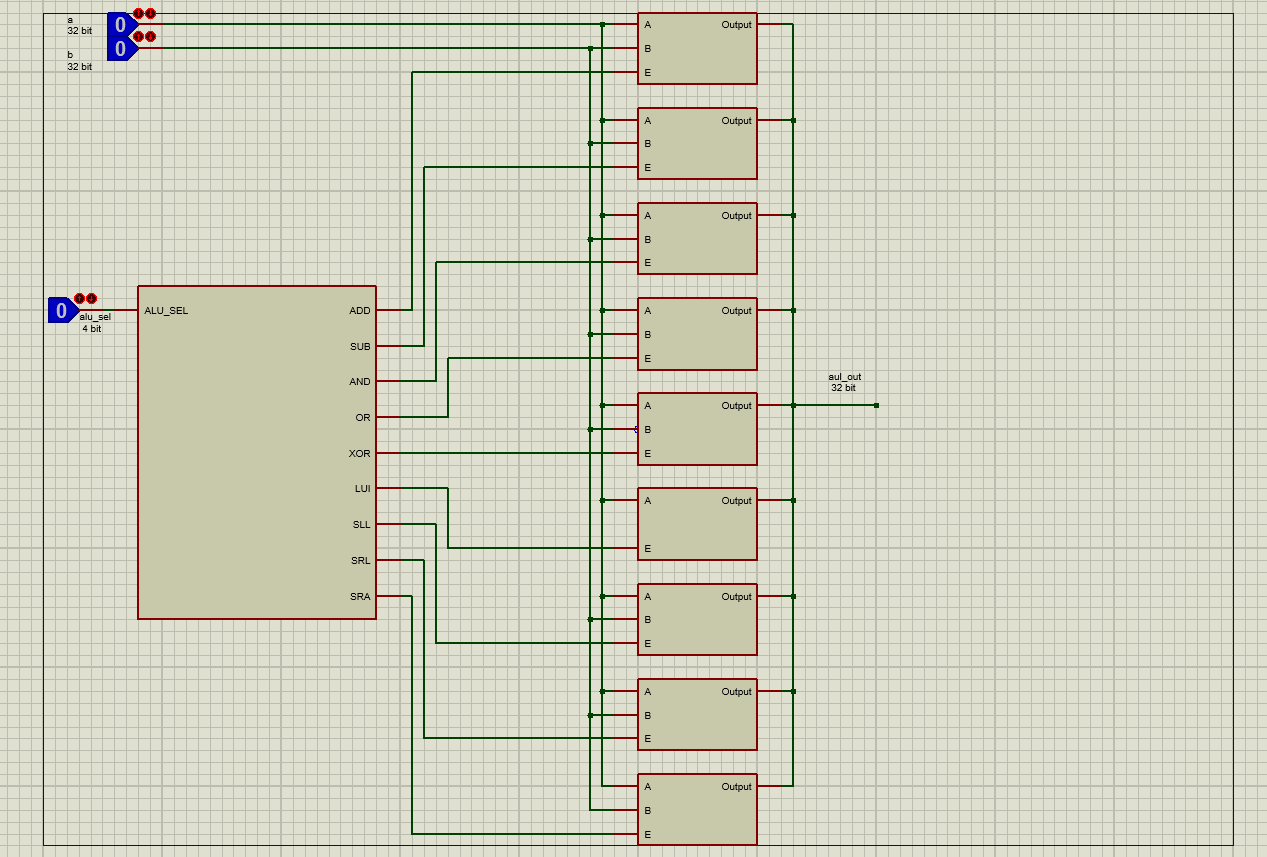 a
32 bit
0
b
32 bit
0
0
alu_sel
4 bit
ALU_SEL
ADD
SUB
AND
OR
XOR
LUI
SLL
SRL
SRA
A Output
B
E
A Output
B
E
A Output
B
E
A Output
B
E
A Output
B
E
A Output
E
A Output
B
E
A Output
B
E
A Output
B
E
aul_out
32 bit